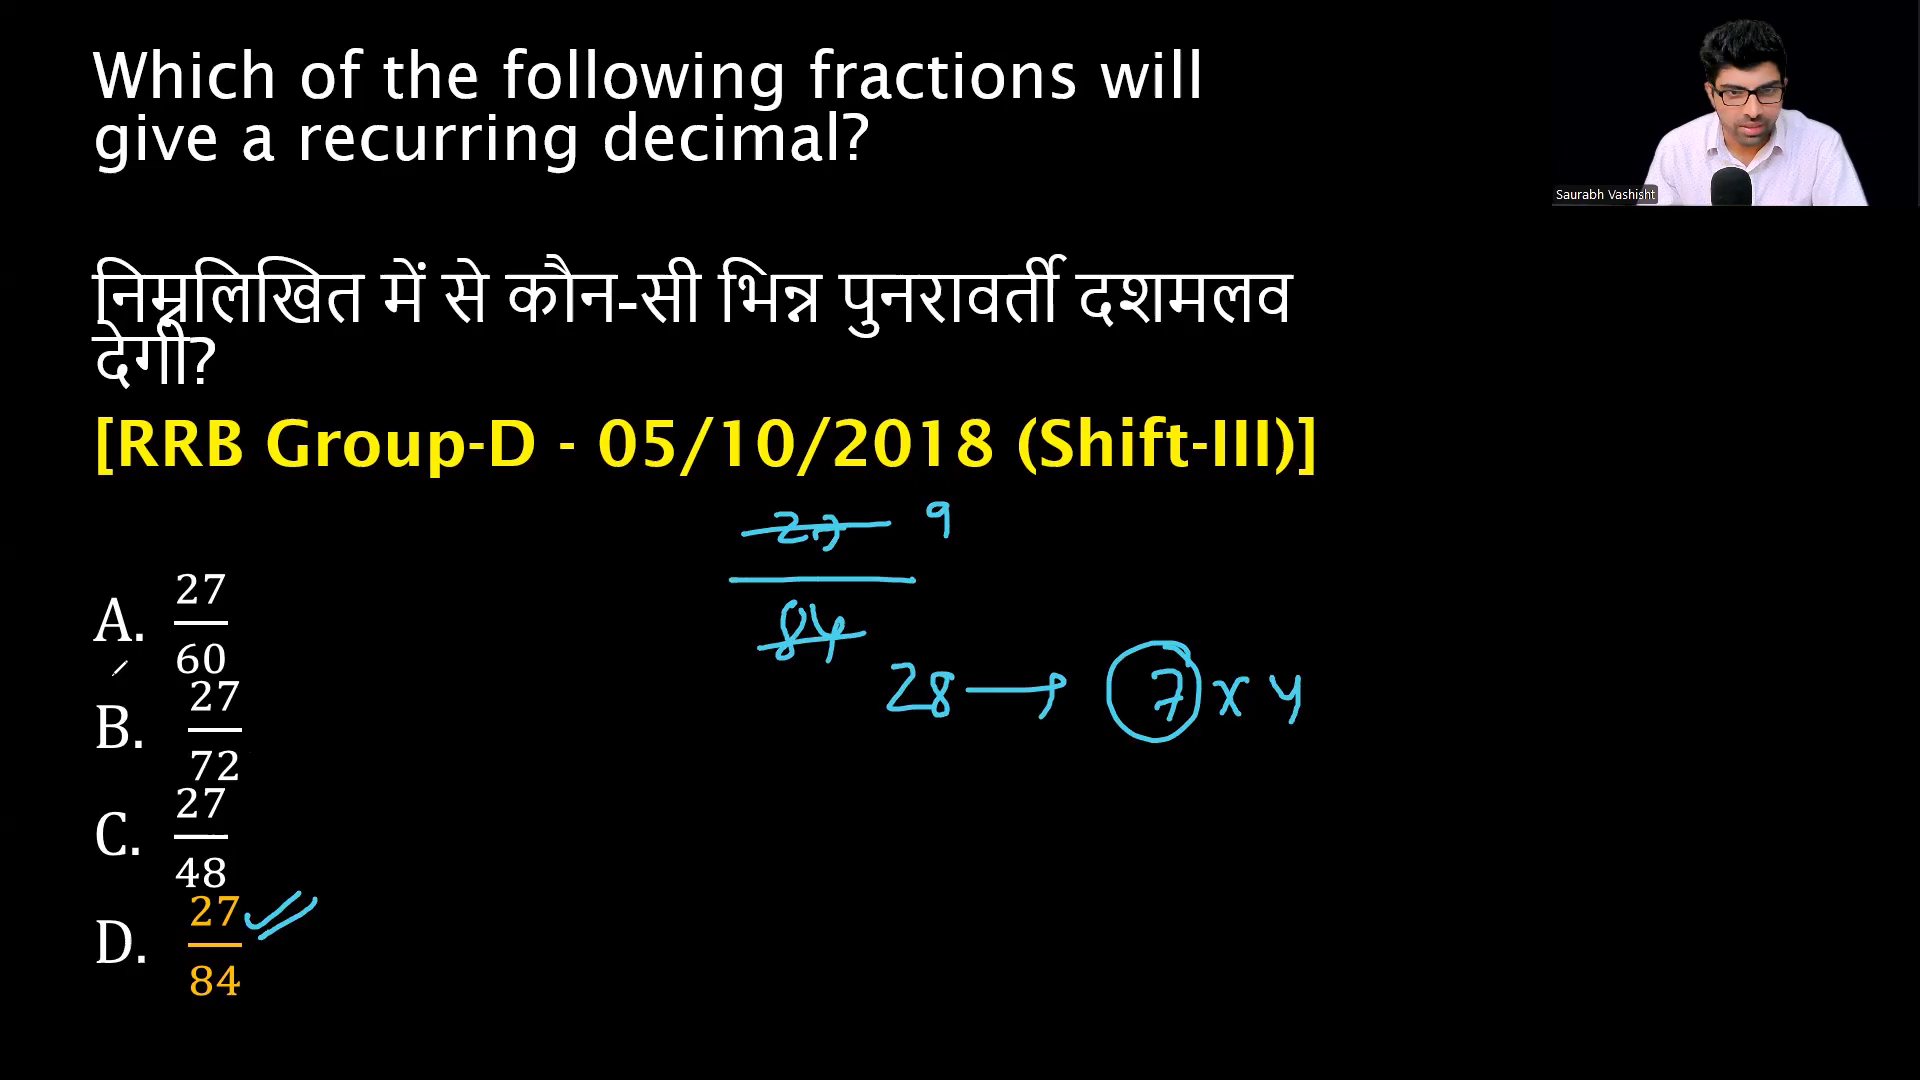 Which of the following fractions will
give a recurring decimal?
Saurabh Vashisht
निम्नलिखित में से कौन-सी भिन्न पुनरावर्ती दशमलव
देगी?
[RRB Group-D - 05/10/2018 (Shift-III)]
27 9
84
28 → 7 x 4
A. 27/60
B. 27/72
C. 27/48
D. 27/84